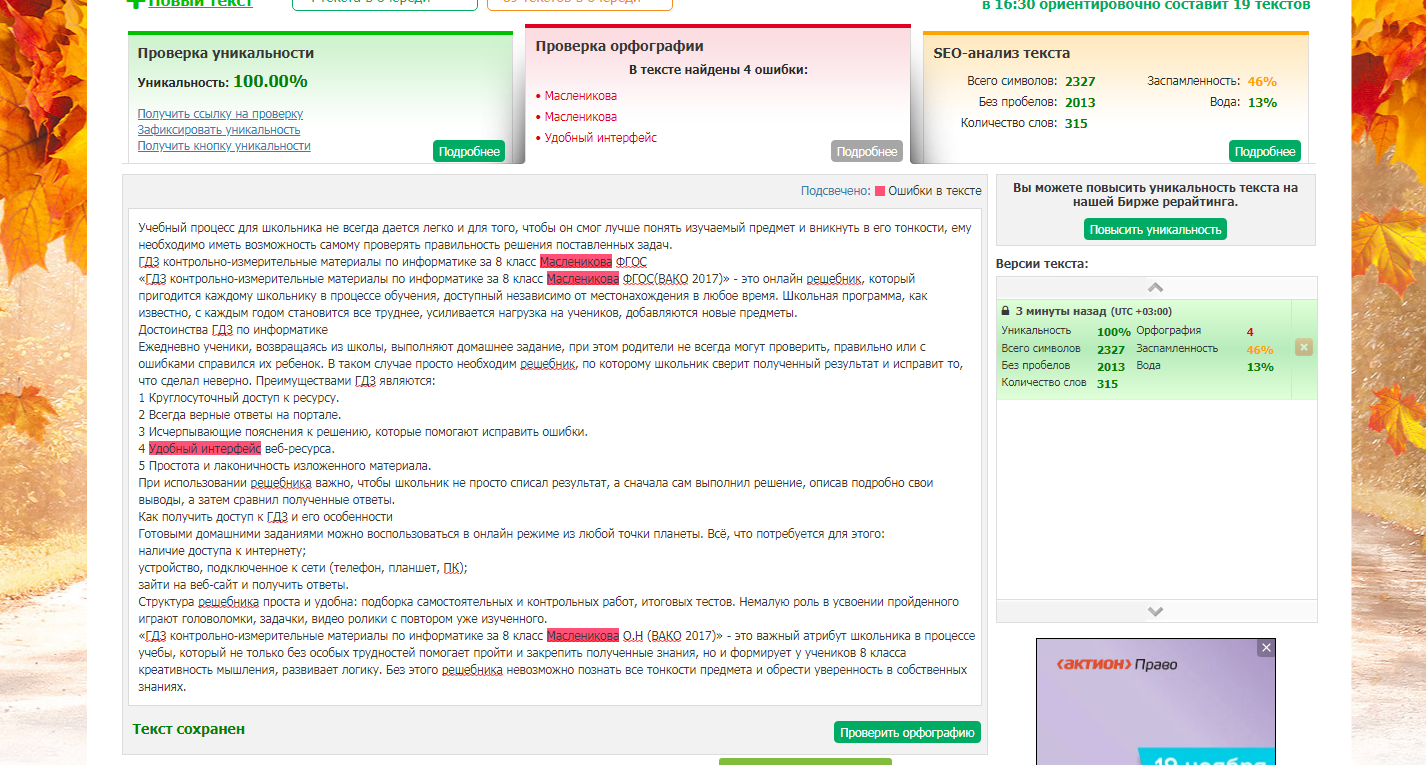 Новый текст
в 16:30 ориентировочно составит 19 текстов
Проверка уникальности
Уникальность: 100.00%
Получить ссылку на проверку
Зафиксировать уникальность
Получить кнопку уникальности
Подробнее
Проверка орфографии
В тексте найдены 4 ошибки:
• Масленикова
• Масленикова
• Удобный интерфейс
Подробнее
SEO-анализ текста
Всего символов: 2327 Заспамленность: 46%
Без пробелов: 2013 Вода: 13%
Количество слов: 315
Подробнее
Подсвечено: Ошибки в тексте
Учебный процесс для школьника не всегда дается легко и для того, чтобы он смог лучше понять изучаемый предмет и вникнуть в его тонкости, ему
необходимо иметь возможность самому проверять правильность решения поставленных задач.
ГДЗ контрольно-измерительные материалы по информатике за 8 класс Масленикова ФГОС
«ГДЗ контрольно-измерительные материалы по информатике за 8 класс Масленикова ФГОС(ВАКО 2017)» - это онлайн решебник, который
пригодится каждому школьнику в процессе обучения, доступный независимо от местонахождения в любое время. Школьная программа, как
известно, с каждым годом становится все труднее, усиливается нагрузка на учеников, добавляются новые предметы.
Достоинства ГДЗ по информатике
Ежедневно ученики, возвращаясь из школы, выполняют домашнее задание, при этом родители не всегда могут проверить, правильно или с
ошибками справился их ребенок. В таком случае просто необходим решебник, по которому школьник сверит полученный результат и исправит то,
что сделал неверно. Преимуществами ГДЗ являются:
1 Круглосуточный доступ к ресурсу.
2 Всегда верные ответы на портале.
3 Исчерпывающие пояснения к решению, которые помогают исправить ошибки.
4 Удобный интерфейс веб-ресурса.
5 Простота и лаконичность изложенного материала.
При использовании решебника важно, чтобы школьник не просто списал результат, а сначала сам выполнил решение, описав подробно свои
выводы, а затем сравнил полученные ответы.
Как получить доступ к ГДЗ и его особенности
Готовыми домашними заданиями можно воспользоваться в онлайн режиме из любой точки планеты. Всё, что потребуется для этого:
наличие доступа к интернету;
устройство, подключенное к сети (телефон, планшет, ПК);
зайти на веб-сайт и получить ответы.
Структура решебника проста и удобна: подборка самостоятельных и контрольных работ, итоговых тестов. Немалую роль в усвоении пройденного
играют головоломки, задачки, видео ролики с повтором уже изученного.
«ГДЗ контрольно-измерительные материалы по информатике за 8 класс Масленикова О.Н (ВАКО 2017)» - это важный атрибут школьника в процессе
учебы, который не только без особых трудностей помогает пройти и закрепить полученные знания, но и формирует у учеников 8 класса
креативность мышления, развивает логику. Без этого решебника невозможно познать все тонкости предмета и обрести уверенность в собственных
знаниях.
Текст сохранен
Проверить орфографию
Вы можете повысить уникальность текста на
нашей Бирже рерайтинга.
Повысить уникальность
Версии текста:
3 минуты назад (UTC +03:00)
Уникальность 100% Орфография 4
Всего символов 2327 Заспамленность 46%
Без пробелов 2013 Вода 13%
Количество слов 315
актион Право
19 ноября